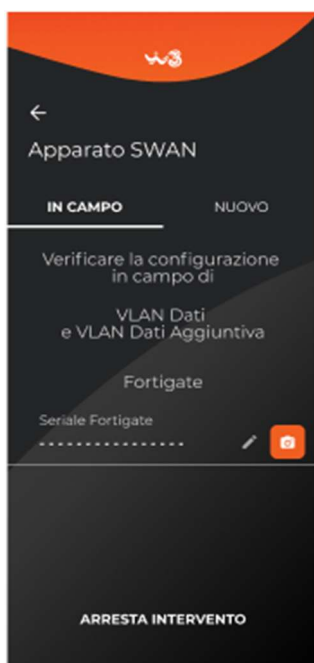 W3
Apparato SWAN
IN CAMPO NUOVO
Verificare la configurazione
in campo di
VLAN Dati
e VLAN Dati Aggiuntiva
Fortigate
Seriale Fortigate
----------------
ARRESTA INTERVENTO